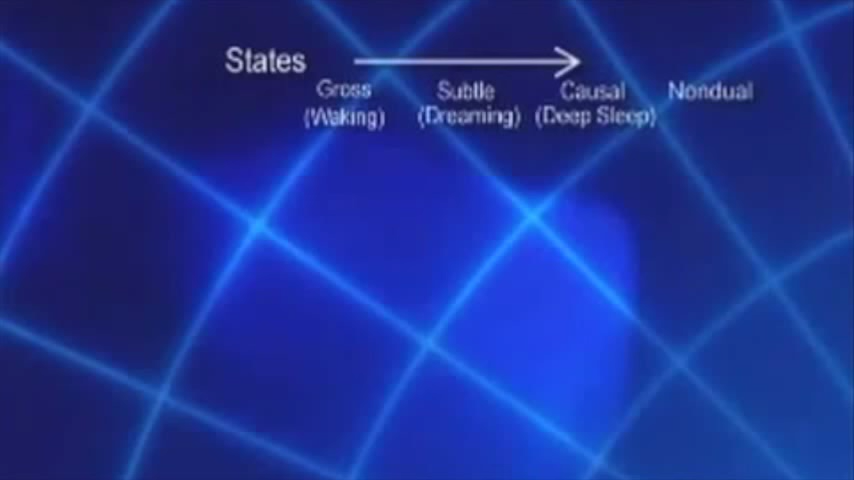 States
Gross Subtle Causal Nondual
(Waking) (Dreaming) (Deep Sleep)